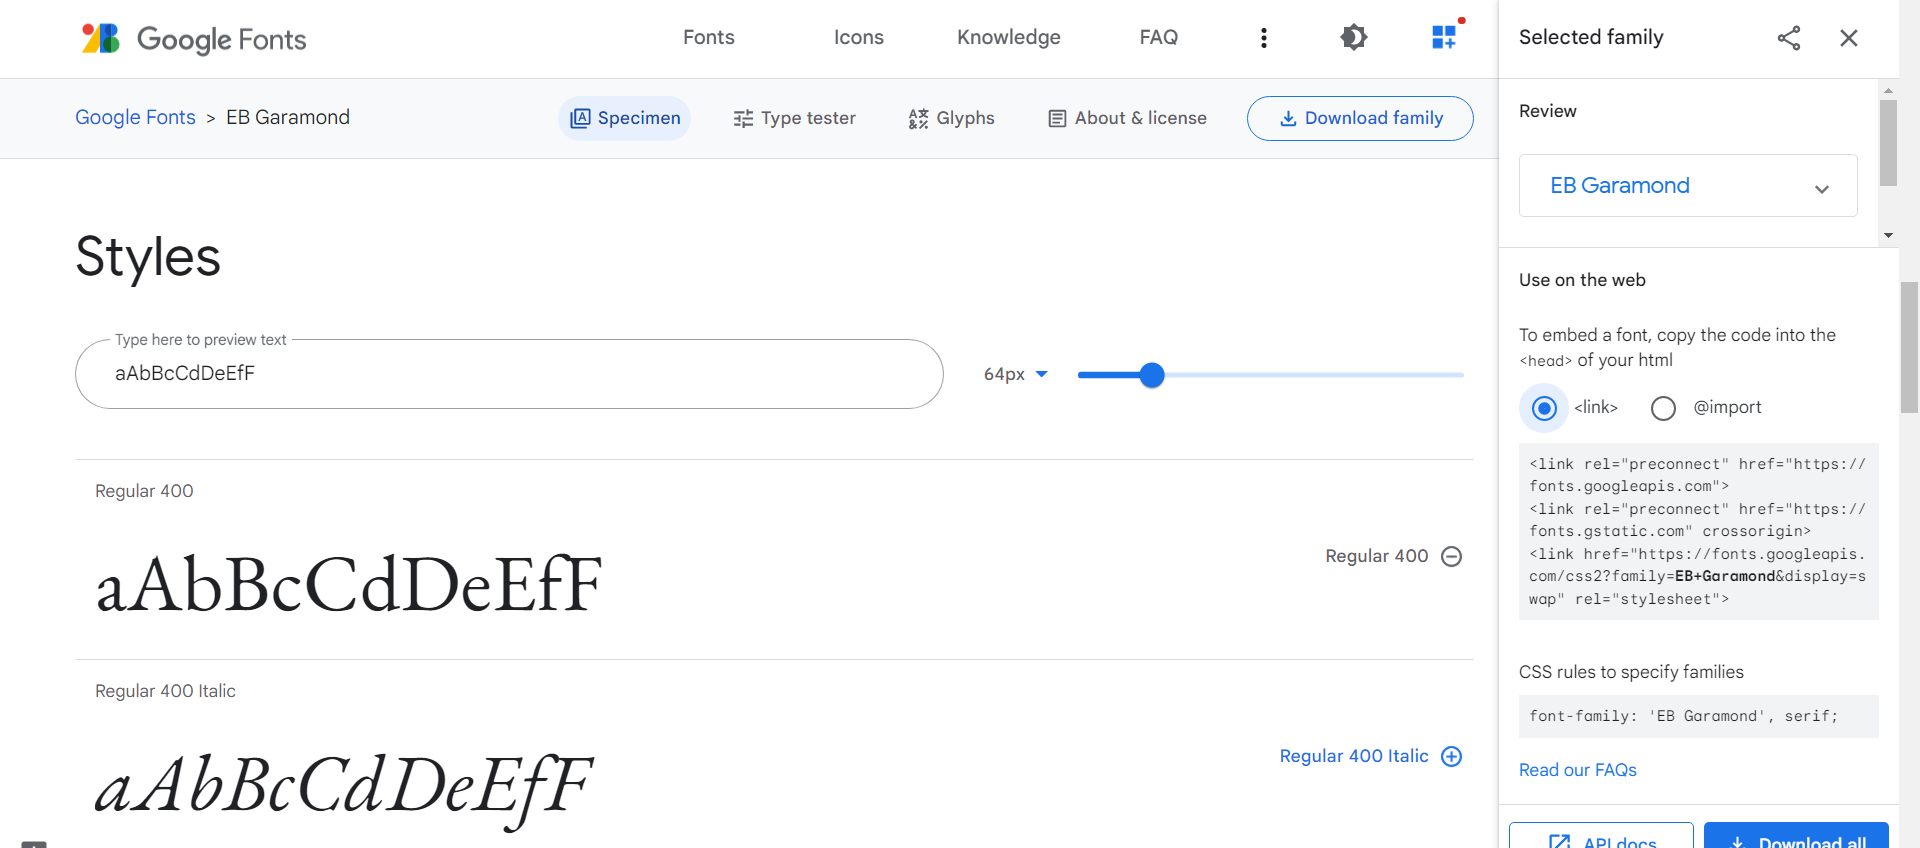 Google Fonts
Fonts
Icons
Knowledge
FAQ
Google Fonts > EB Garamond
Specimen
Type tester
Glyphs
About & license
Download family
Styles
Type here to preview text
aAbBcCdDeEfF
64px
Regular 400
aAbBcCdDeEfF
Regular 400
Regular 400 Italic
aAbBcCdDeEfF
Regular 400 Italic
Selected family
Review
EB Garamond
Use on the web
To embed a font, copy the code into the
<head> of your html
<link>
@import
<link rel="preconnect" href="https://
fonts.googleapis.com">
<link rel="preconnect" href="https://
fonts.gstatic.com" crossorigin>
<link href="https://fonts.googleapis.
com/css2?family=EB+Garamond&display=s
wap" rel="stylesheet">
CSS rules to specify families
font-family: 'EB Garamond', serif;
Read our FAQs
API docs
Download all